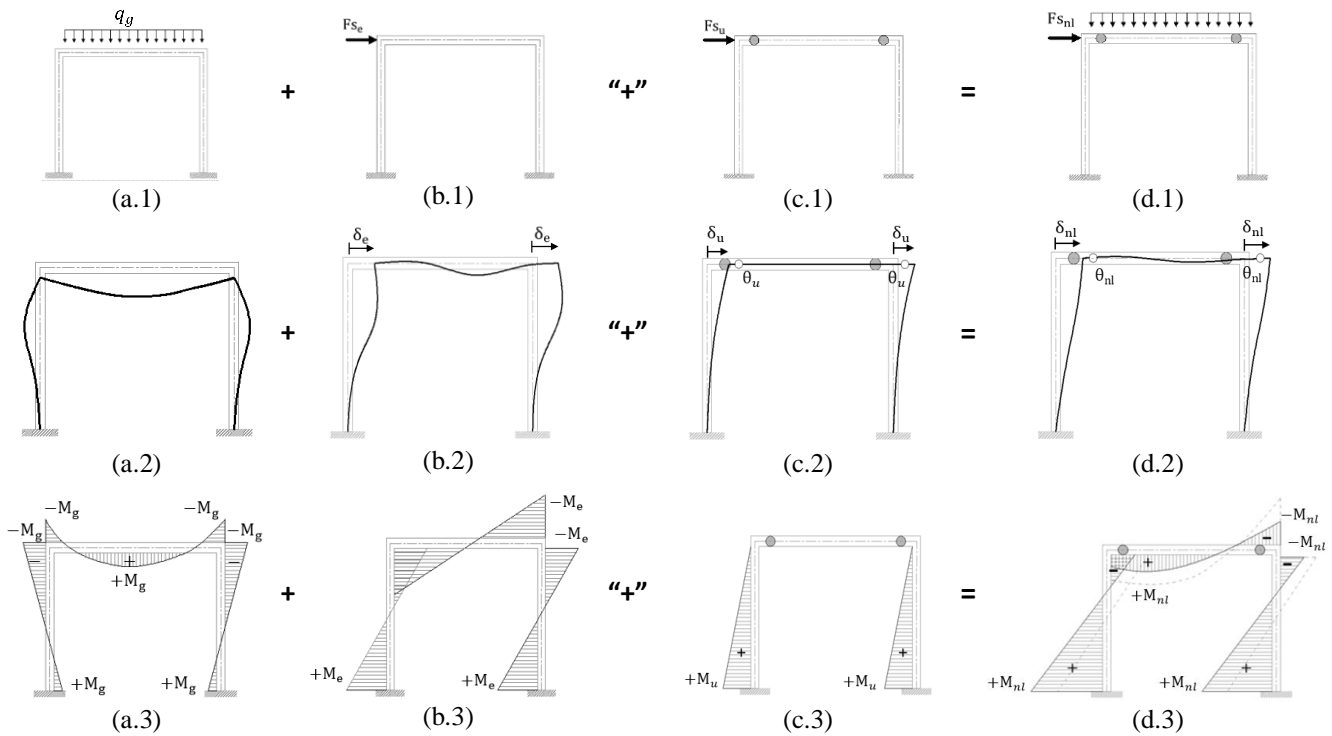 q_g
Fs_e
Fs_u
Fs_nl
+ “+” =
(a.1) (b.1) (c.1) (d.1)
δ_e δ_e δ_u δ_u δ_nl δ_nl
θ_u θ_u θ_nl θ_nl
+ “+” =
(a.2) (b.2) (c.2) (d.2)
−M_g −M_g −M_e −M_nl
−M_g −M_g −M_e −M_nl
− + − − + −
+M_g +M_nl
+ “+” =
+ + + +
+M_g +M_g +M_e +M_e +M_u +M_u +M_nl +M_nl
(a.3) (b.3) (c.3) (d.3)